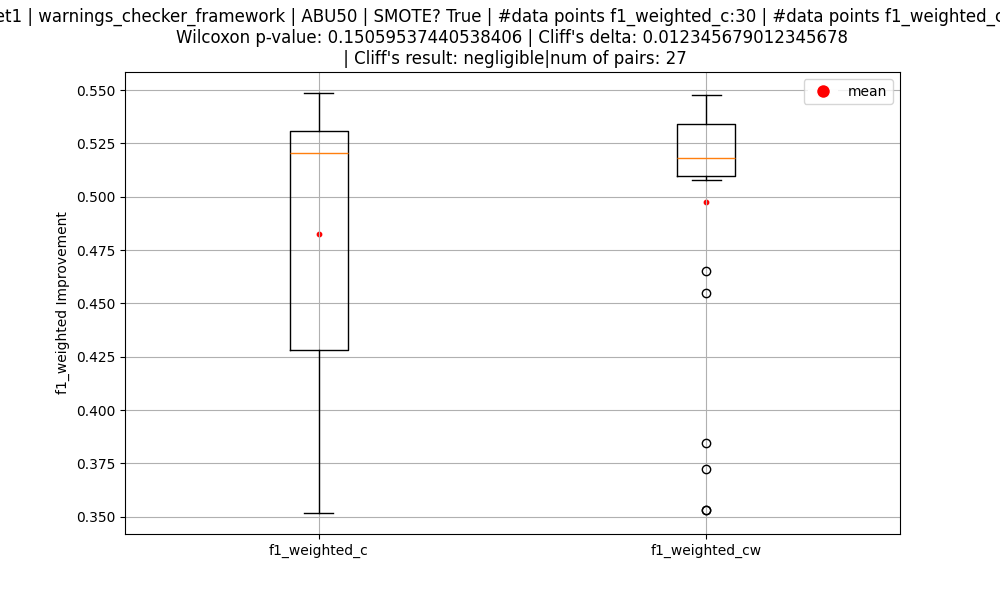 et1 | warnings_checker_framework | ABU50 | SMOTE? True | #data points f1_weighted_c:30 | #data points f1_weighted_c
Wilcoxon p-value: 0.15059537440538406 | Cliff's delta: 0.012345679012345678
| Cliff's result: negligible|num of pairs: 27
mean
0.550
0.525
0.500
0.475
0.450
0.425
0.400
0.375
0.350
f1_weighted Improvement
f1_weighted_c
f1_weighted_cw